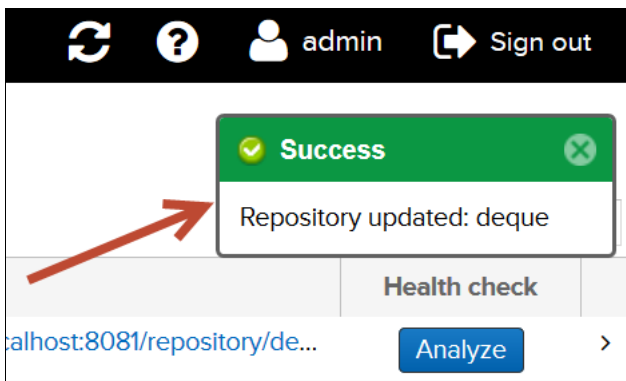 admin Sign out
Success
Repository updated: deque
Health check
calhost:8081/repository/de... Analyze